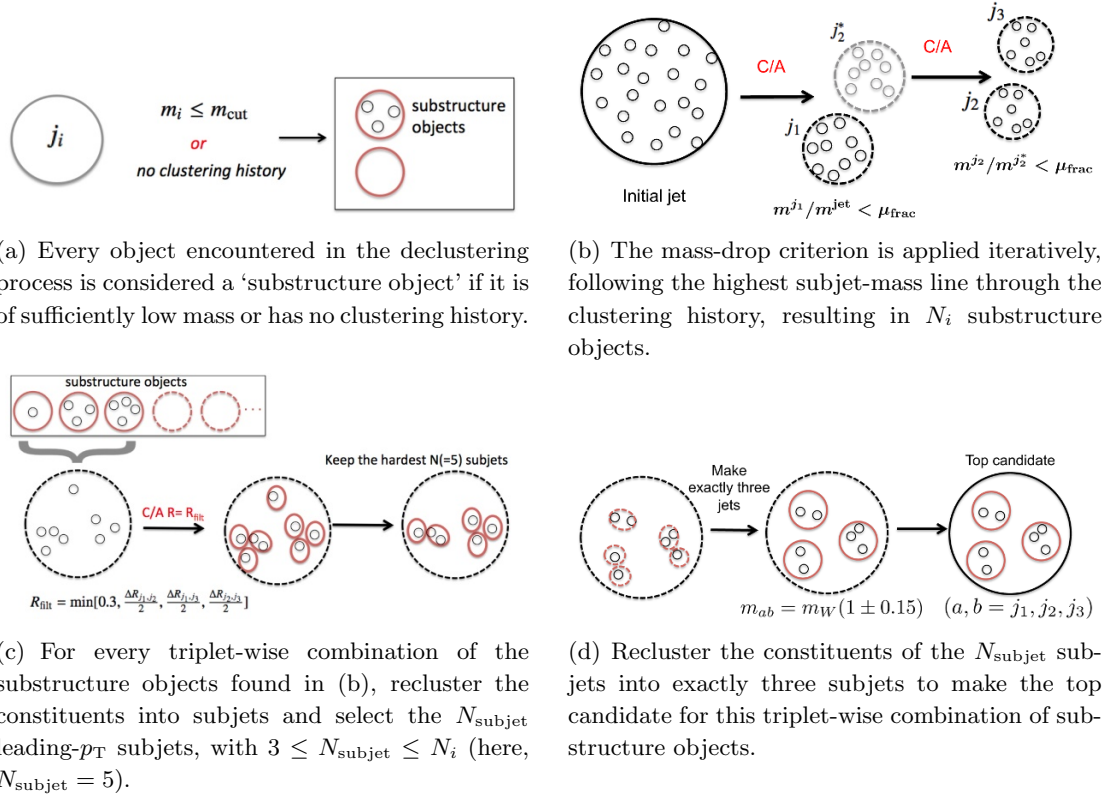 j_i
m_i ≤ m_cut
or
no clustering history
substructure
objects
(a) Every object encountered in the declustering
process is considered a ‘substructure object’ if it is
of sufficiently low mass or has no clustering history.
Initial jet
C/A
j_2^*
j_1
m^{j_1}/m^{jet} < μ_frac
C/A
j_3
j_2
m^{j_2}/m^{j_2^*} < μ_frac
(b) The mass-drop criterion is applied iteratively,
following the highest subjet-mass line through the
clustering history, resulting in N_i substructure
objects.
substructure objects
...
C/A R= R_filt
Keep the hardest N(=5) subjets
R_filt = min[0.3, ΔR_{j_1,j_2}/2, ΔR_{j_1,j_3}/2, ΔR_{j_2,j_3}/2]
(c) For every triplet-wise combination of the
substructure objects found in (b), recluster the
constituents into subjets and select the N_subjet
leading-p_T subjets, with 3 ≤ N_subjet ≤ N_i (here,
N_subjet = 5).
Make
exactly three
jets
Top candidate
m_ab = m_W(1 ± 0.15) (a, b = j_1, j_2, j_3)
(d) Recluster the constituents of the N_subjet sub-
jets into exactly three subjets to make the top
candidate for this triplet-wise combination of sub-
structure objects.